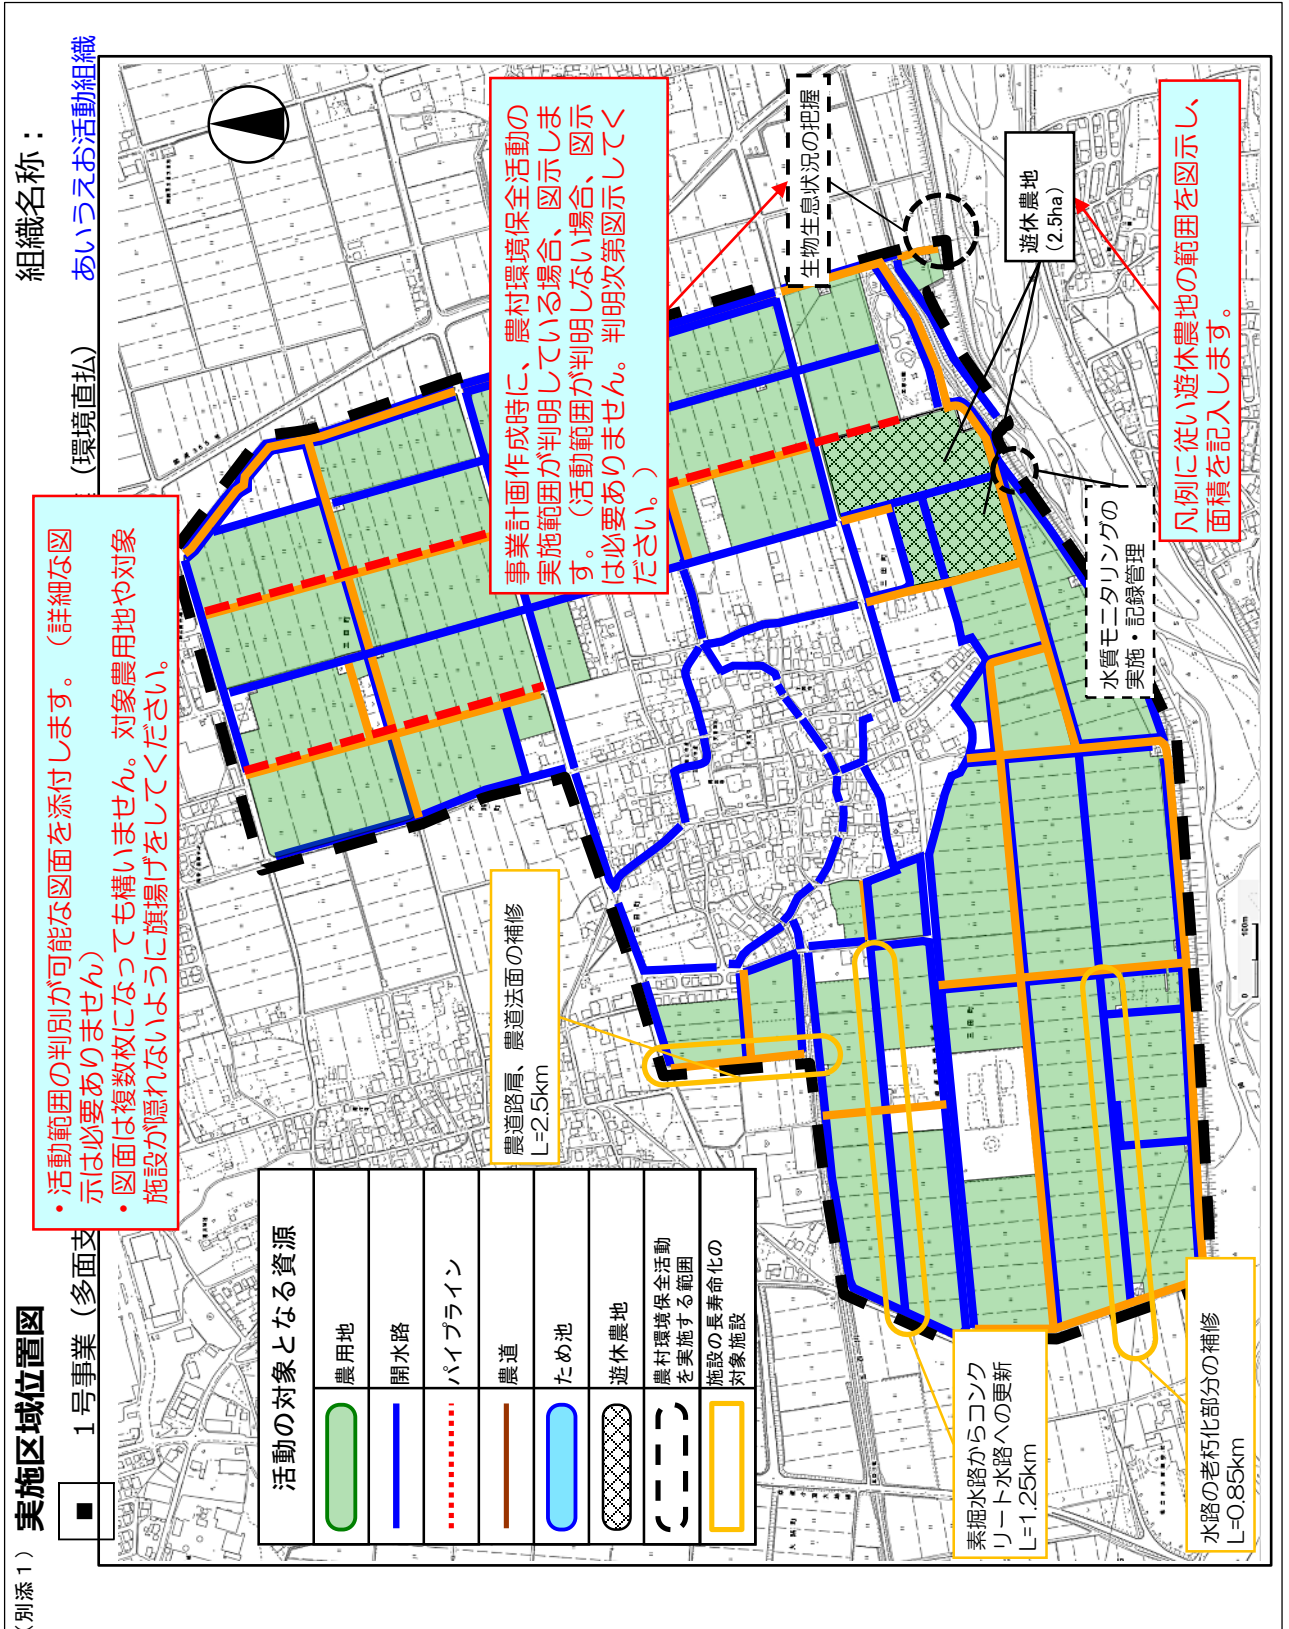 （別添１）
実施区域位置図
組織名称：
あいうえお活動組織
■
１号事業（多面支
（環境直払）
・活動範囲の判別が可能な図面を添付します。（詳細な図
示は必要ありません）
・図面は複数枚になっても構いません。対象農用地や対象
施設が隠れないように旗揚げをしてください。
事業計画作成時に、農村環境保全活動の
実施範囲が判明している場合、図示しま
す。（活動範囲が判明しない場合、図示
は必要ありません。判明次第図示してく
ださい。）
生物生息状況の把握
遊休農地
（2.5ha）
凡例に従い遊休農地の範囲を図示し、
面積を記入します。
水質モニタリングの
実施・記録管理
農道路肩、農道法面の補修
L=2.5km
活動の対象となる資源
農用地
開水路
パイプライン
農道
ため池
遊休農地
農村環境保全活動
を実施する範囲
施設の長寿命化の
対象施設
素掘水路からコンク
リート水路への更新
L=1.25km
水路の老朽化部分の補修
L=0.85km
0
100m